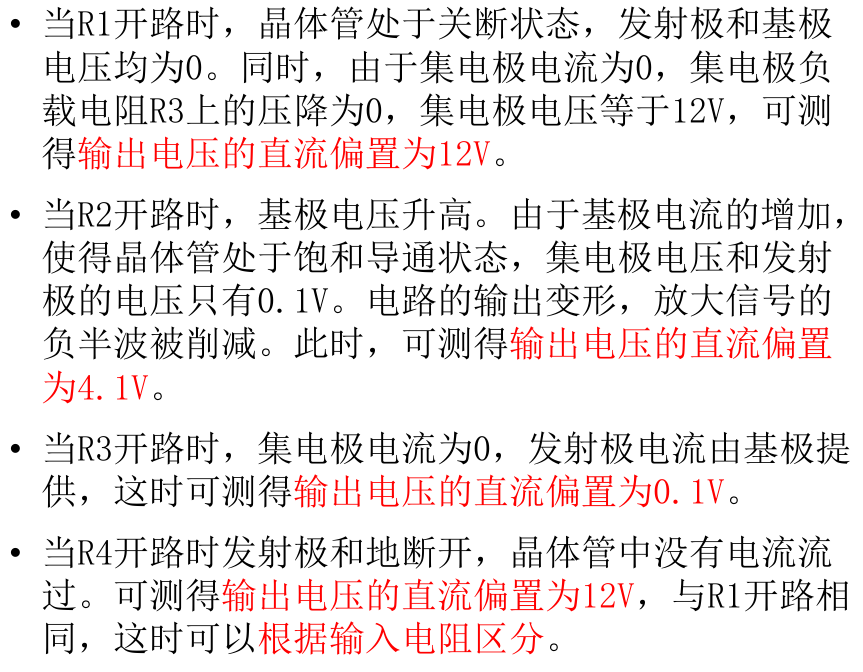 • 当R1开路时，晶体管处于关断状态，发射极和基极
电压均为0。同时，由于集电极电流为0，集电极负
载电阻R3上的压降为0，集电极电压等于12V，可测
得输出电压的直流偏置为12V。
• 当R2开路时，基极电压升高。由于基极电流的增加，
使得晶体管处于饱和导通状态，集电极电压和发射
极的电压只有0.1V。电路的输出变形，放大信号的
负半波被削减。此时，可测得输出电压的直流偏置
为4.1V。
• 当R3开路时，集电极电流为0，发射极电流由基极提
供，这时可测得输出电压的直流偏置为0.1V。
• 当R4开路时发射极和地断开，晶体管中没有电流流
过。可测得输出电压的直流偏置为12V，与R1开路相
同，这时可以根据输入电阻区分。